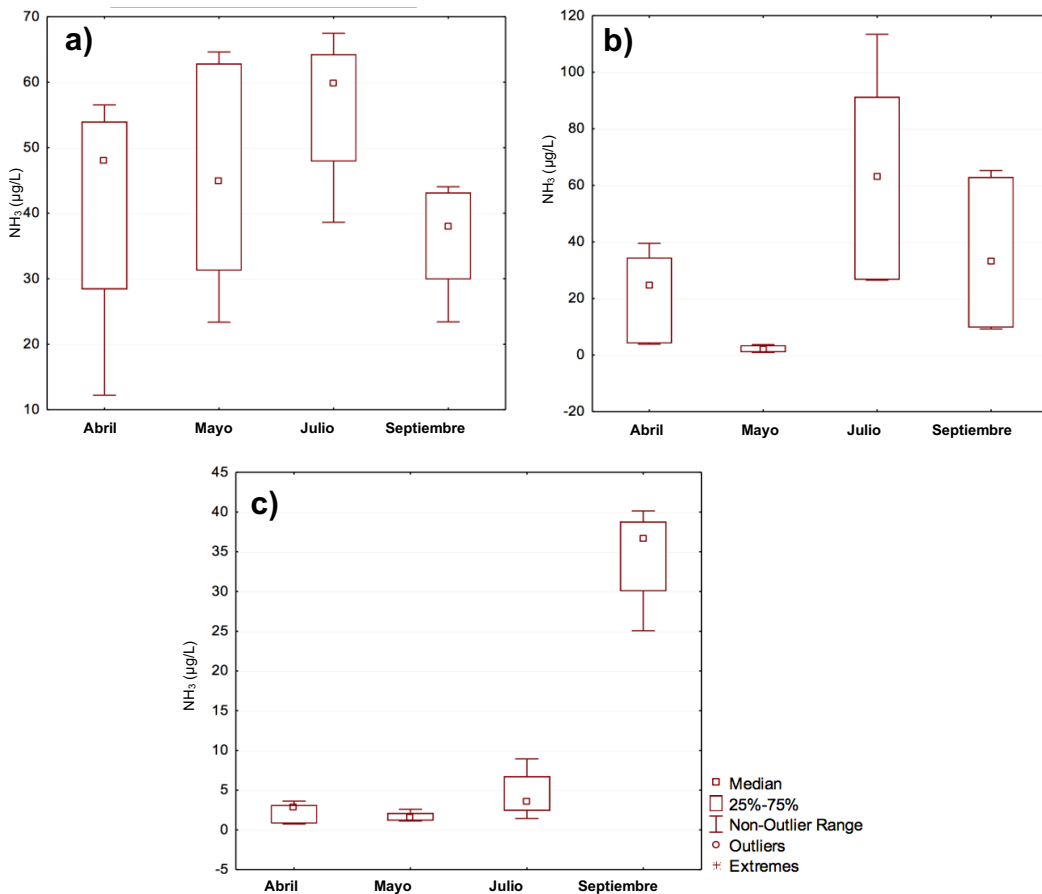 a)
NH₃ (µg/L)
70
60
50
40
30
20
10
Abril Mayo Julio Septiembre
b)
NH₃ (µg/L)
120
100
80
60
40
20
0
-20
Abril Mayo Julio Septiembre
c)
NH₃ (µg/L)
45
40
35
30
25
20
15
10
5
0
-5
Abril Mayo Julio Septiembre
Median
25%-75%
Non-Outlier Range
Outliers
Extremes